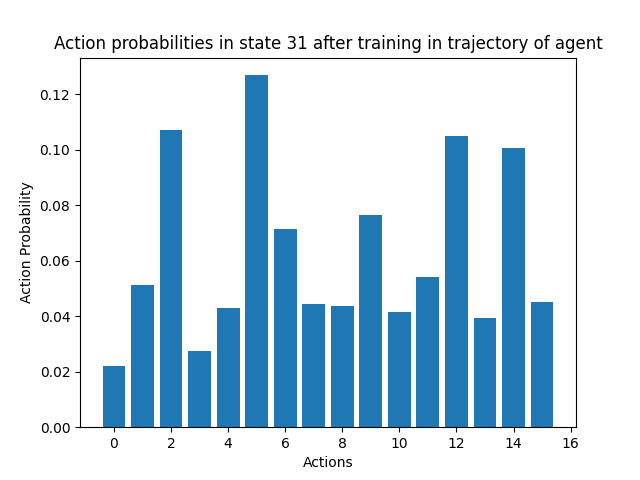 Action probabilities in state 31 after training in trajectory of agent
0.12
0.10
0.08
0.06
0.04
0.02
0.00
Action Probability
0 2 4 6 8 10 12 14 16
Actions